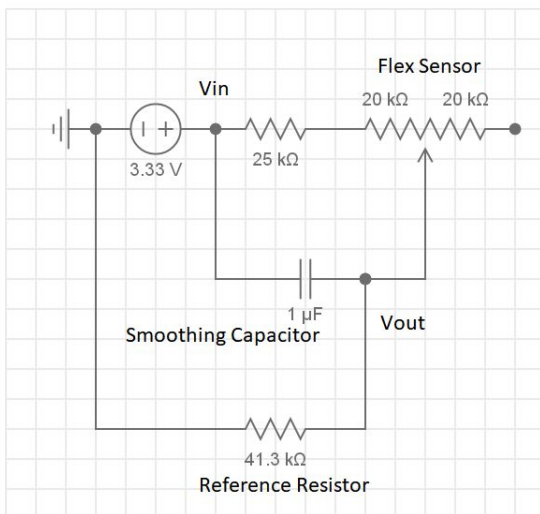 Flex Sensor
Vin
20 kΩ 20 kΩ
3.33 V
25 kΩ
1 µF
Vout
Smoothing Capacitor
41.3 kΩ
Reference Resistor